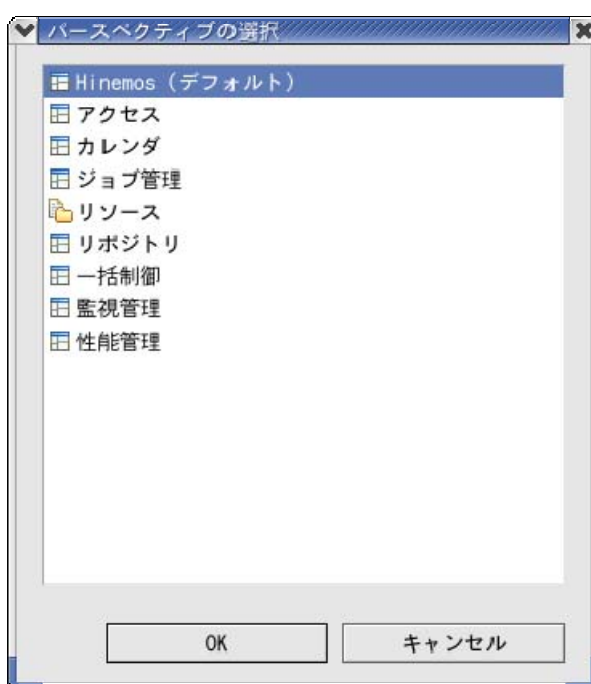 パースペクティブの選択
Hinemos (デフォルト)
アクセス
カレンダ
ジョブ管理
リソース
リポジトリ
一括制御
監視管理
性能管理
OK
キャンセル